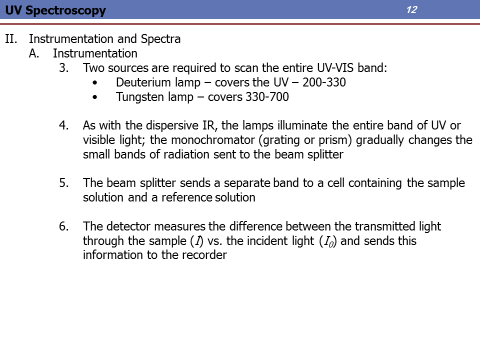 UV Spectroscopy
12
II. Instrumentation and Spectra
A. Instrumentation
3. Two sources are required to scan the entire UV-VIS band:
• Deuterium lamp – covers the UV – 200-330
• Tungsten lamp – covers 330-700
4. As with the dispersive IR, the lamps illuminate the entire band of UV or
visible light; the monochromator (grating or prism) gradually changes the
small bands of radiation sent to the beam splitter
5. The beam splitter sends a separate band to a cell containing the sample
solution and a reference solution
6. The detector measures the difference between the transmitted light
through the sample (I) vs. the incident light (I₀) and sends this
information to the recorder